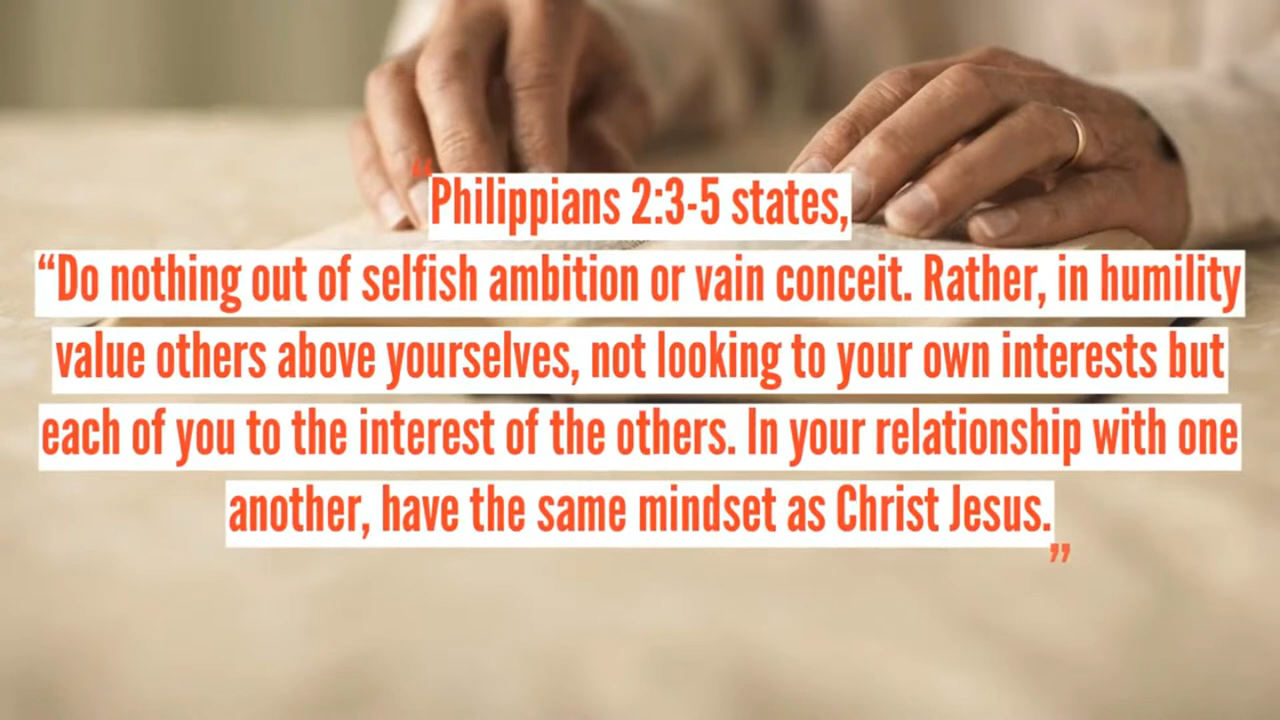 “Philippians 2:3-5 states,
“Do nothing out of selfish ambition or vain conceit. Rather, in humility
value others above yourselves, not looking to your own interests but
each of you to the interest of the others. In your relationship with one
another, have the same mindset as Christ Jesus.
”